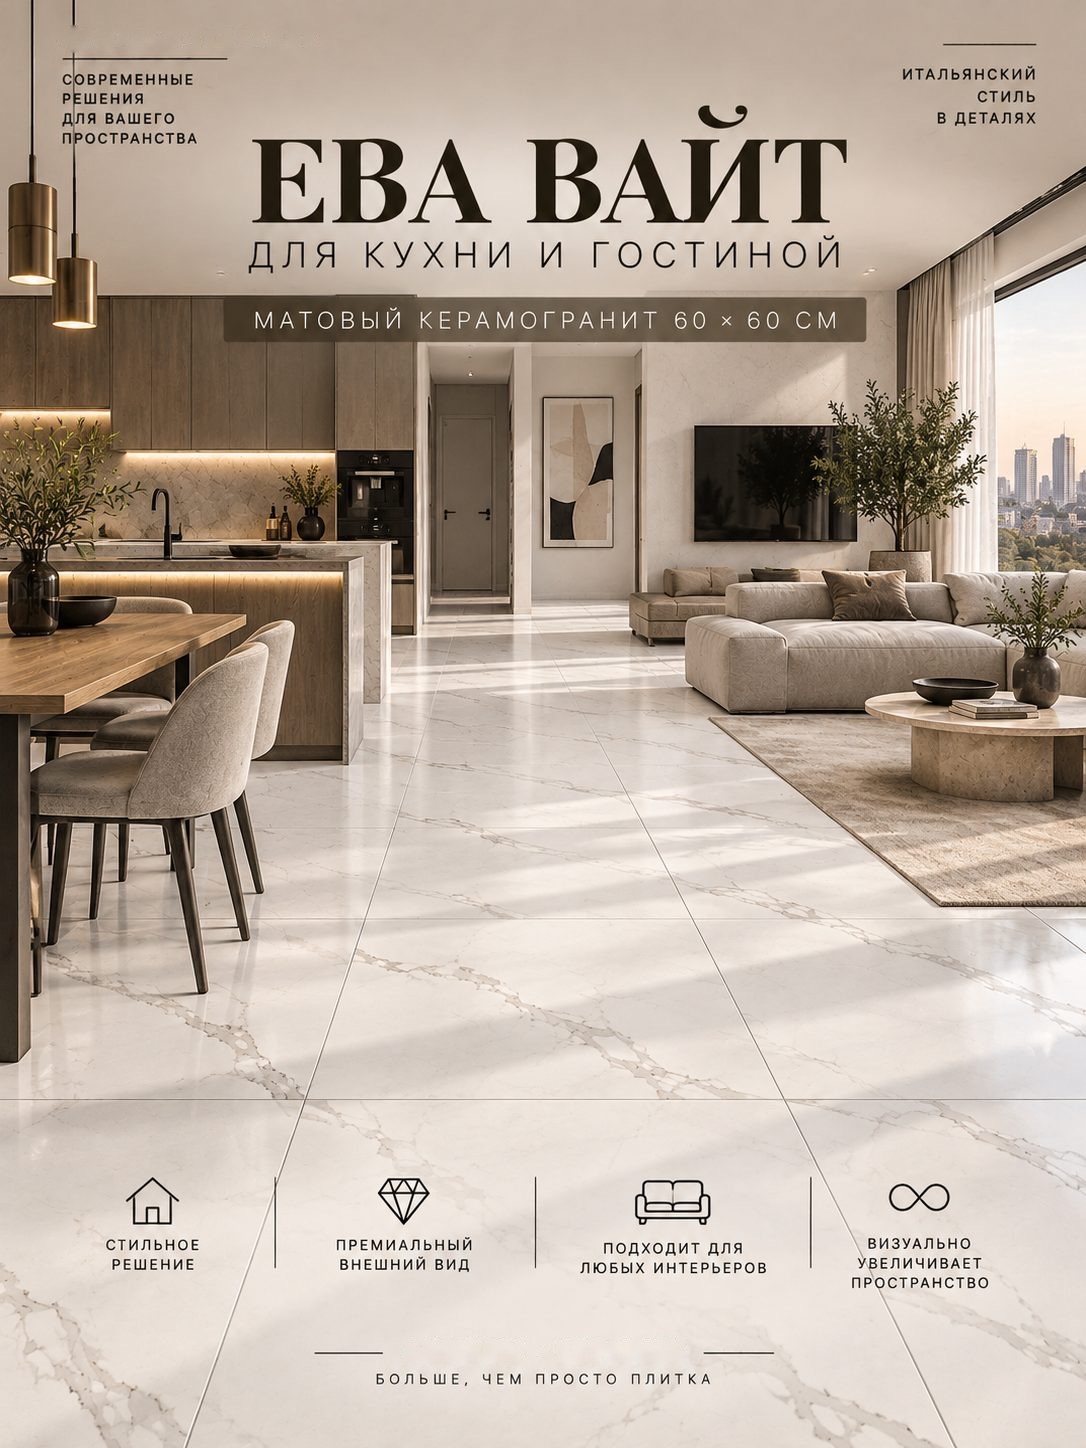 СОВРЕМЕННЫЕ
РЕШЕНИЯ
ДЛЯ ВАШЕГО
ПРОСТРАНСТВА
ИТАЛЬЯНСКИЙ
СТИЛЬ
В ДЕТАЛЯХ
ЕВА ВАЙТ
ДЛЯ КУХНИ И ГОСТИНОЙ
МАТОВЫЙ КЕРАМОГРАНИТ 60 × 60 СМ
СТИЛЬНОЕ
РЕШЕНИЕ
ПРЕМИАЛЬНЫЙ
ВНЕШНИЙ ВИД
ПОДХОДИТ ДЛЯ
ЛЮБЫХ ИНТЕРЬЕРОВ
ВИЗУАЛЬНО
УВЕЛИЧИВАЕТ
ПРОСТРАНСТВО
БОЛЬШЕ, ЧЕМ ПРОСТО ПЛИТКА